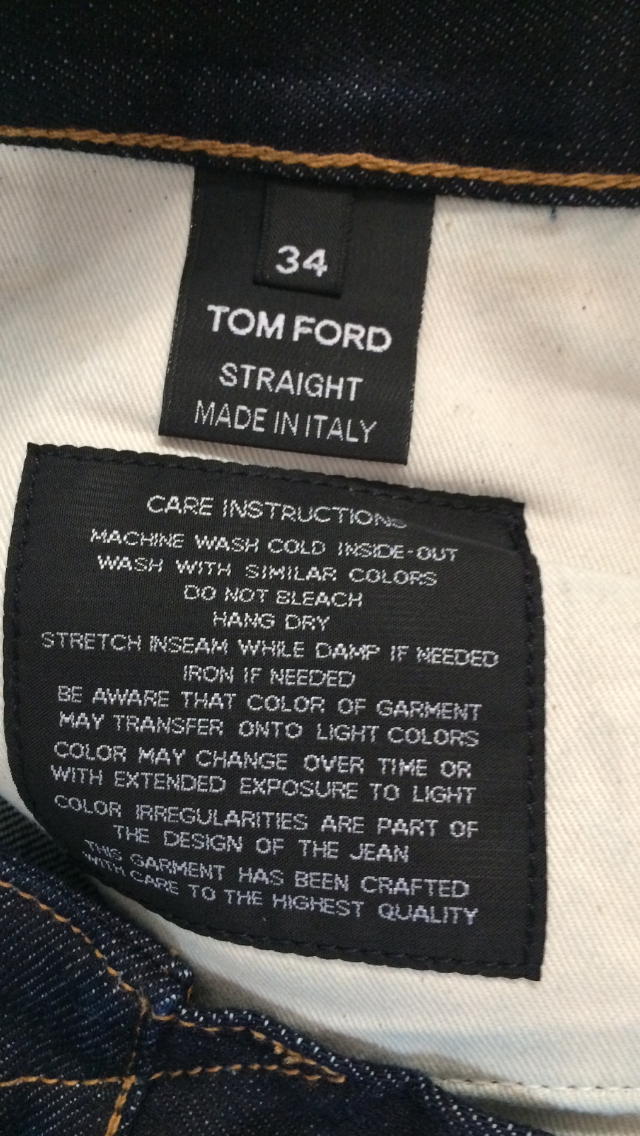 34
TOM FORD
STRAIGHT
MADE IN ITALY
CARE INSTRUCTIONS
MACHINE WASH COLD INSIDE-OUT
WASH WITH SIMILAR COLORS
DO NOT BLEACH
HANG DRY
STRETCH INSEAM WHILE DAMP IF NEEDED
IRON IF NEEDED
BE AWARE THAT COLOR OF GARMENT
MAY TRANSFER ONTO LIGHT COLORS
COLOR MAY CHANGE OVER TIME OR
WITH EXTENDED EXPOSURE TO LIGHT
COLOR IRREGULARITIES ARE PART OF
THE DESIGN OF THE JEAN
THIS GARMENT HAS BEEN CRAFTED
WITH CARE TO THE HIGHEST QUALITY